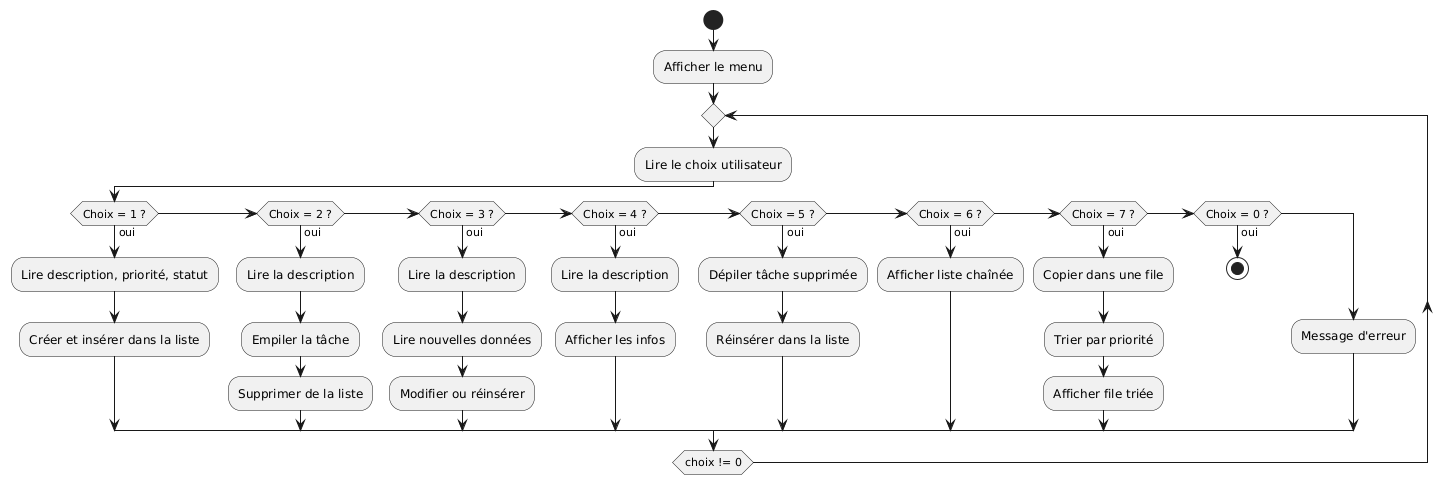 Afficher le menu
Lire le choix utilisateur
Choix = 1 ?
Choix = 2 ?
Choix = 3 ?
Choix = 4 ?
Choix = 5 ?
Choix = 6 ?
Choix = 7 ?
Choix = 0 ?
oui
oui
oui
oui
oui
oui
oui
oui
Lire description, priorité, statut
Lire la description
Lire la description
Lire la description
Dépiler tâche supprimée
Afficher liste chaînée
Copier dans une file
Créer et insérer dans la liste
Empiler la tâche
Lire nouvelles données
Afficher les infos
Réinsérer dans la liste
Trier par priorité
Message d'erreur
Supprimer de la liste
Modifier ou réinsérer
Afficher file triée
choix != 0